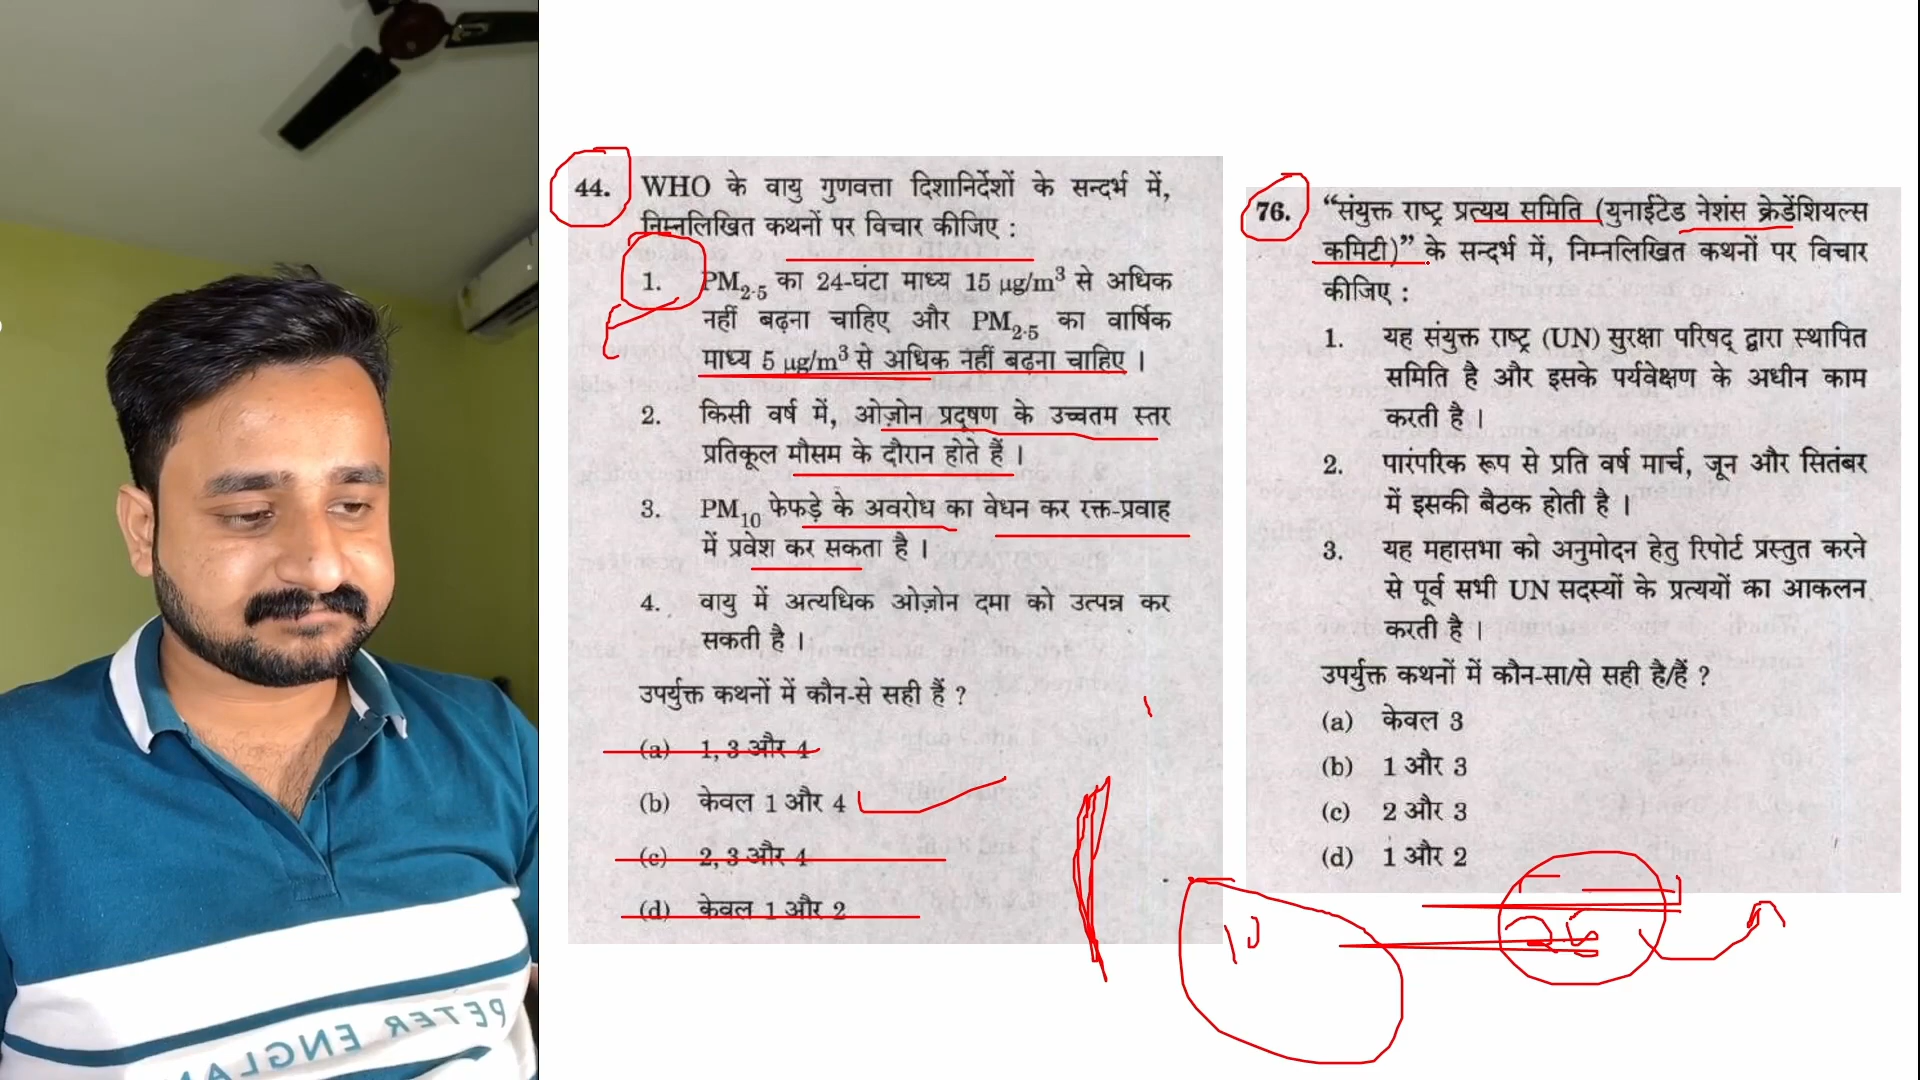 44. WHO के वायु गुणवत्ता दिशानिर्देशों के सन्दर्भ में,
निम्नलिखित कथनों पर विचार कीजिए :
1. PM2·5 का 24-घंटा माध्य 15 µg/m³ से अधिक
नहीं बढ़ना चाहिए और PM2·5 का वार्षिक
माध्य 5 µg/m³ से अधिक नहीं बढ़ना चाहिए ।
2. किसी वर्ष में, ओज़ोन प्रदूषण के उच्चतम स्तर
प्रतिकूल मौसम के दौरान होते हैं ।
3. PM10 फेफड़े के अवरोध का वेधन कर रक्त-प्रवाह
में प्रवेश कर सकता है ।
4. वायु में अत्यधिक ओज़ोन दमा को उत्पन्न कर
सकती है ।
उपर्युक्त कथनों में कौन-से सही हैं ?
(a) 1, 3 और 4
(b) केवल 1 और 4
(c) 2, 3 और 4
(d) केवल 1 और 2
76. “संयुक्त राष्ट्र प्रत्यय समिति (युनाईटेड नेशंस क्रेडेंशियल्स
कमिटी)” के सन्दर्भ में, निम्नलिखित कथनों पर विचार
कीजिए :
1. यह संयुक्त राष्ट्र (UN) सुरक्षा परिषद् द्वारा स्थापित
समिति है और इसके पर्यवेक्षण के अधीन काम
करती है ।
2. पारंपरिक रूप से प्रति वर्ष मार्च, जून और सितंबर
में इसकी बैठक होती है ।
3. यह महासभा को अनुमोदन हेतु रिपोर्ट प्रस्तुत करने
से पूर्व सभी UN सदस्यों के प्रत्ययों का आकलन
करती है ।
उपर्युक्त कथनों में कौन-सा/से सही है/हैं ?
(a) केवल 3
(b) 1 और 3
(c) 2 और 3
(d) 1 और 2
PETER ENGLAN